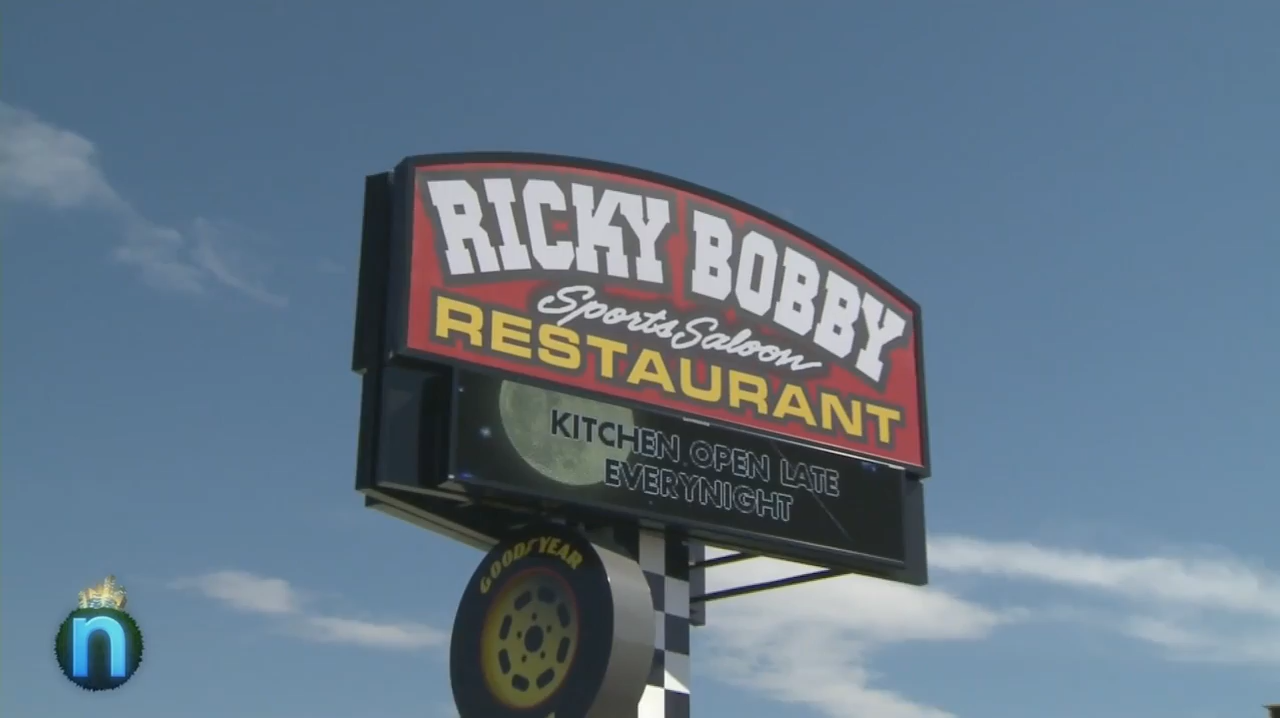 RICKY BOBBY
Sports Saloon
RESTAURANT
KITCHEN OPEN LATE
EVERYNIGHT
GOODYEAR
n